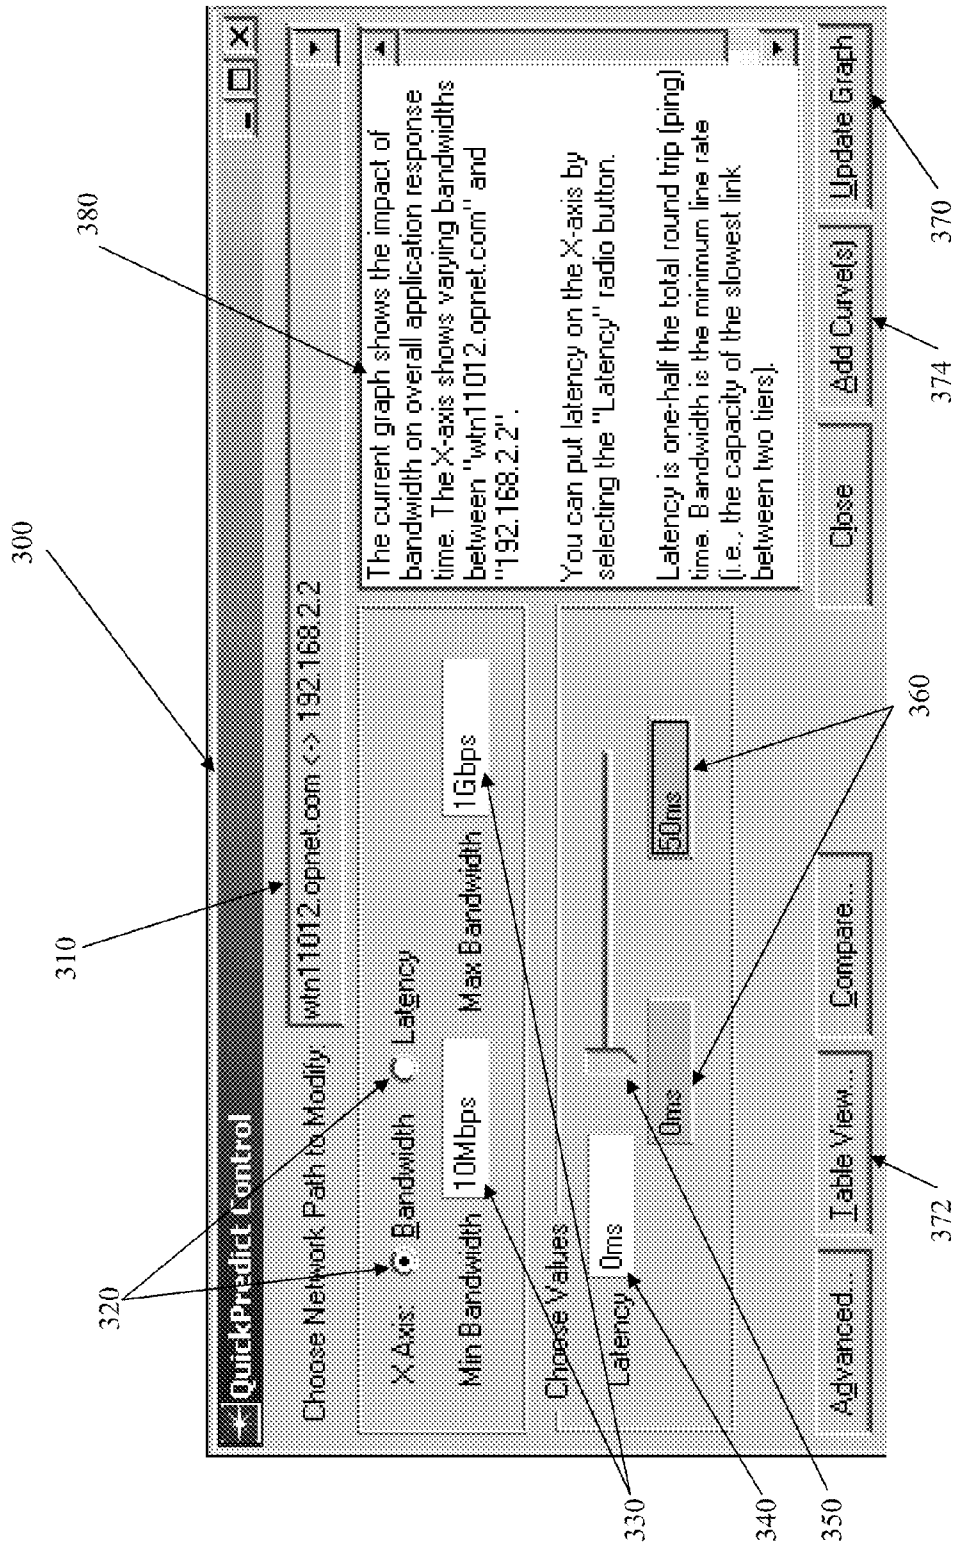 300
380
310
320
QuickPredict Control
Choose Network Path to Modify: wtn11012.opnet.com <-> 192.168.2.2
X Axis: Bandwidth Latency
Min Bandwidth 10Mbps Max Bandwidth 1Gbps
Choose Values
Latency 0ms
0ms 50ms
The current graph shows the impact of
bandwidth on overall application response
time. The X-axis shows varying bandwidths
between "wtn11012.opnet.com" and
"192.168.2.2".
You can put latency on the X-axis by
selecting the "Latency" radio button.
Latency is one-half the total round trip (ping)
time. Bandwidth is the minimum line rate
(i.e., the capacity of the slowest link
between two tiers).
Advanced... Table View... Compare... Close Add Curve(s) Update Graph
330
340
350
372
360
374
370